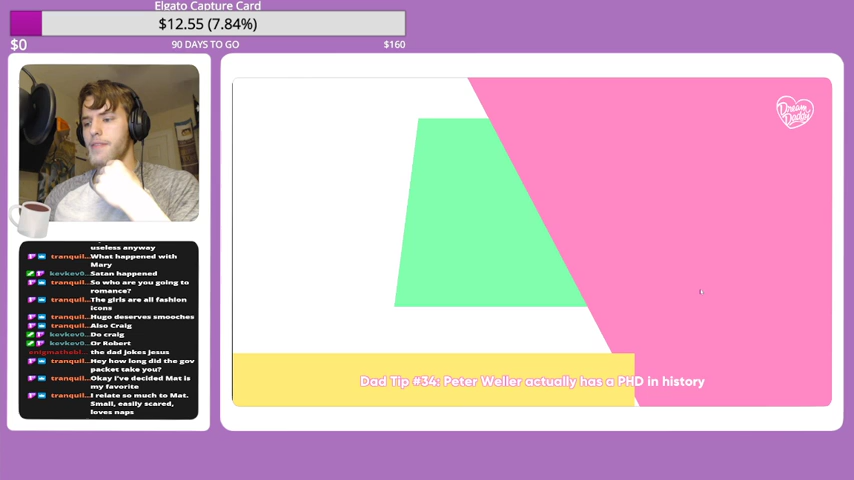 Elgato Capture Card
$12.55 (7.84%)
$0
90 DAYS TO GO
$160
Dream
Daddy
useless anyway
tranquil... What happened with
Mary
kevkev0... Satan happened
tranquil... So who are you going to
romance?
tranquil... The girls are all fashion
icons
tranquil... Hugo deserves smooches
tranquil... Also Craig
kevkev0... Do craig
kevkev0... Or Robert
enigmathebl... the dad jokes jesus
tranquil... Hey how long did the gov
packet take you?
tranquil... Okay I've decided Mat is
my favorite
tranquil... I relate so much to Mat.
Small, easily scared,
loves naps
Dad Tip #34: Peter Weller actually has a PHD in history